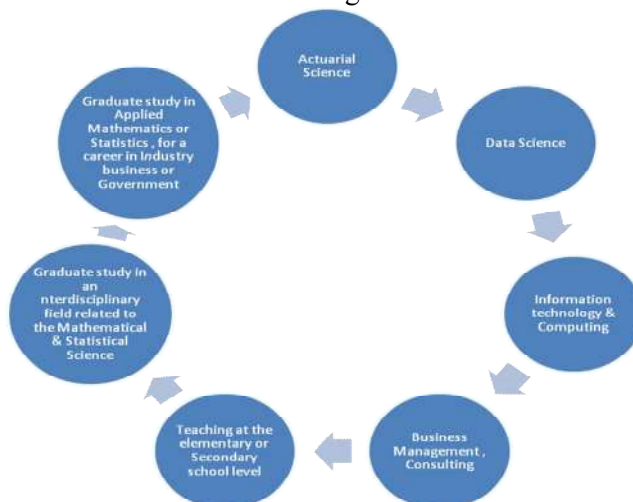 Actuarial
Science
Data Science
Information
technology &
Computing
Business
Management ,
Consulting
Teaching at the
elementary or
Secondary
school level
Graduate study in
an
nterdisciplinary
field related to
the Mathematical
& Statistical
Science
Graduate study in
Applied
Mathematics or
Statistics , for a
career in Industry
business or
Government